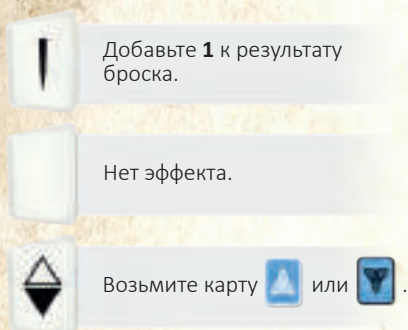 Добавьте 1 к результату
броска.
Нет эффекта.
Возьмите карту или .